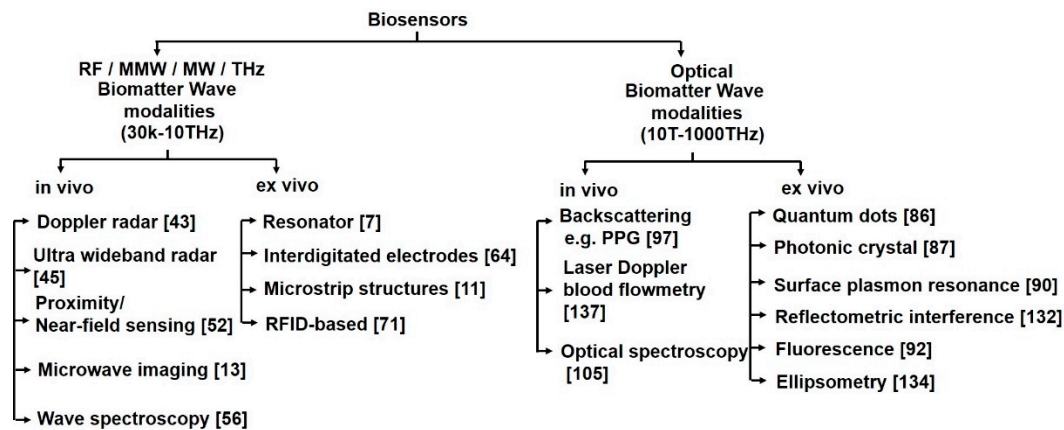 Biosensors
RF / MMW / MW / THz
Biomatter Wave
modalities
(30k-10THz)
in vivo
Doppler radar [43]
Ultra wideband radar
[45]
Proximity/
Near-field sensing [52]
Microwave imaging [13]
Wave spectroscopy [56]
ex vivo
Resonator [7]
Interdigitated electrodes [64]
Microstrip structures [11]
RFID-based [71]
Optical
Biomatter Wave
modalities
(10T-1000THz)
in vivo
Backscattering
e.g. PPG [97]
Laser Doppler
blood flowmetry
[137]
Optical spectroscopy
[105]
ex vivo
Quantum dots [86]
Photonic crystal [87]
Surface plasmon resonance [90]
Reflectometric interference [132]
Fluorescence [92]
Ellipsometry [134]